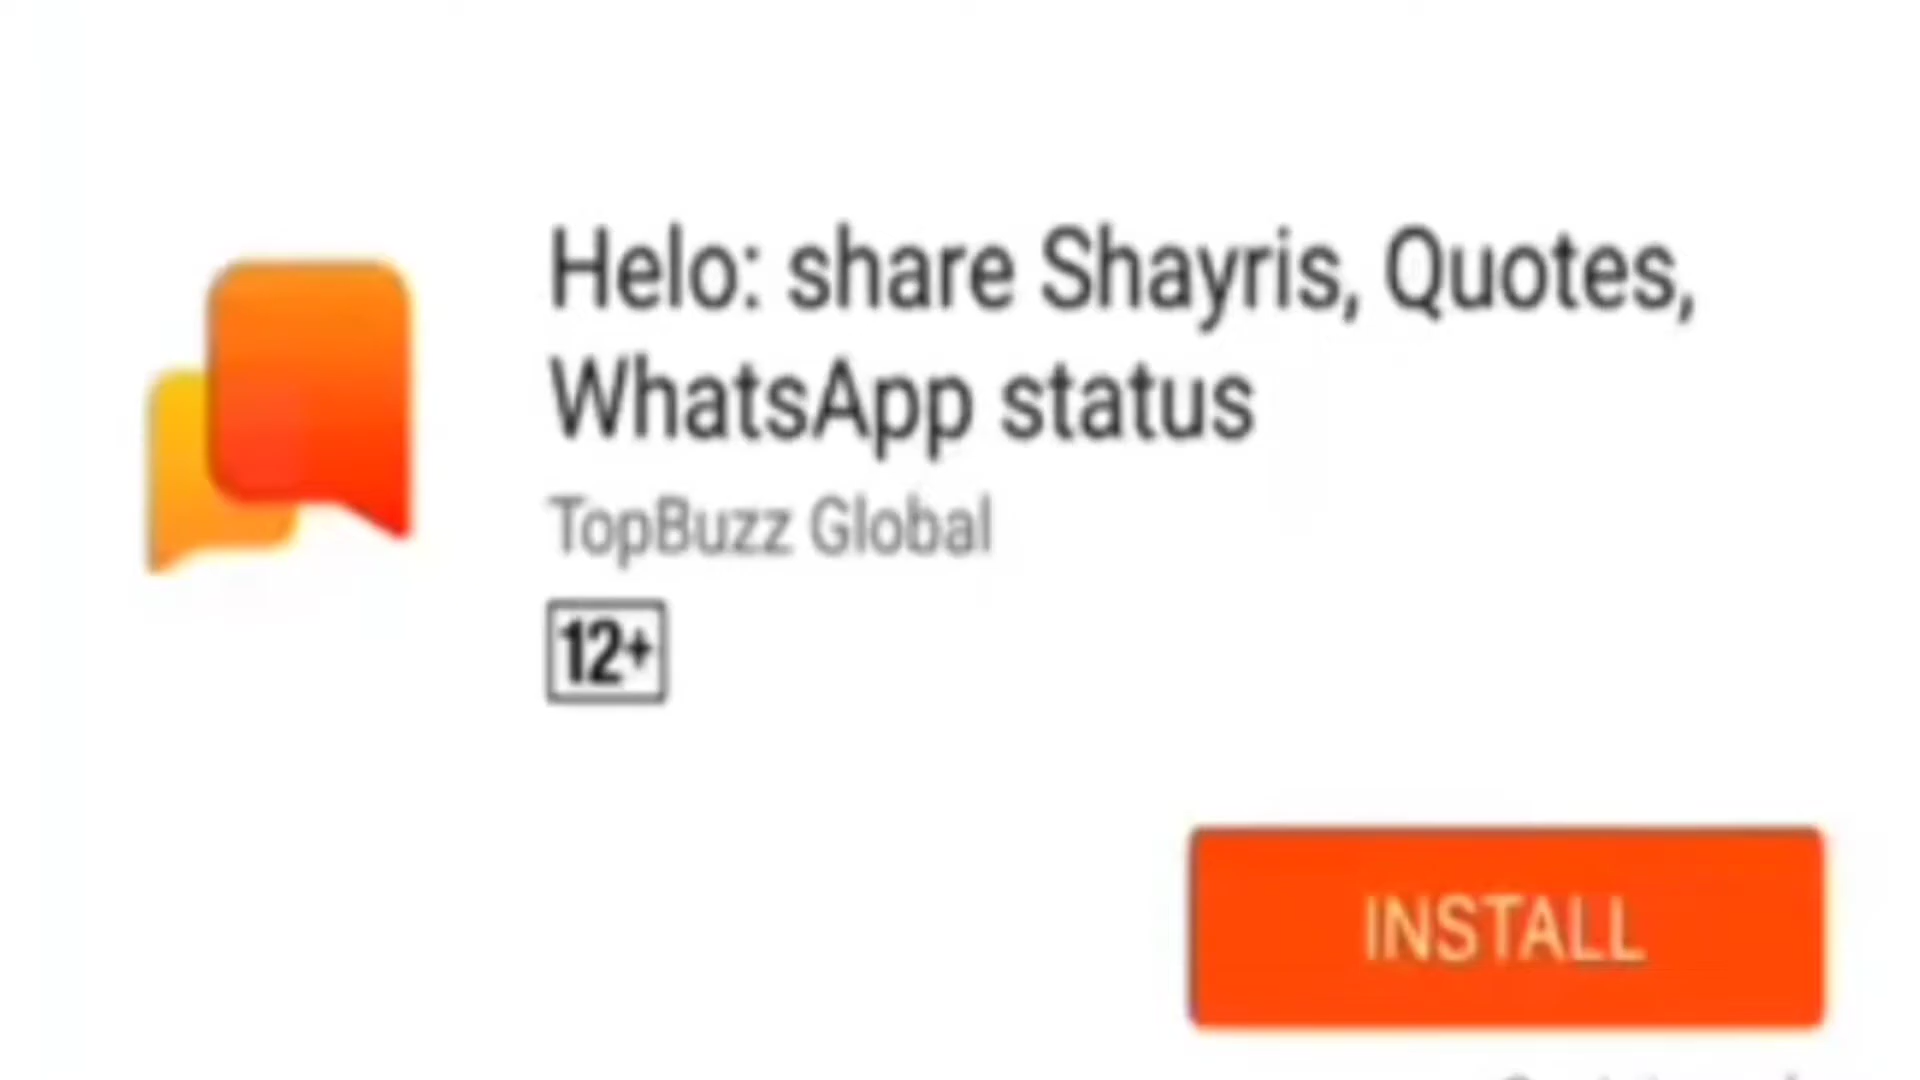 Helo: share Shayris, Quotes,
WhatsApp status
TopBuzz Global
12+
INSTALL